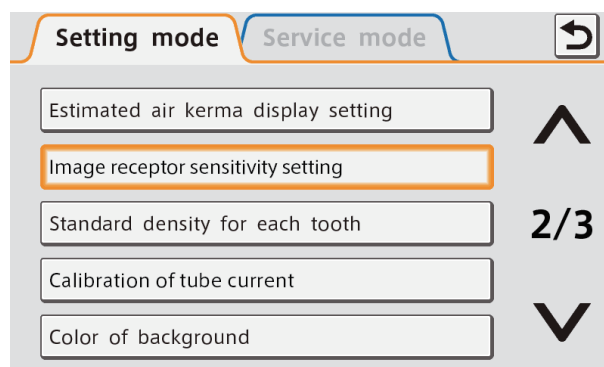 Setting mode Service mode
Estimated air kerma display setting
Image receptor sensitivity setting
Standard density for each tooth
2/3
Calibration of tube current
Color of background